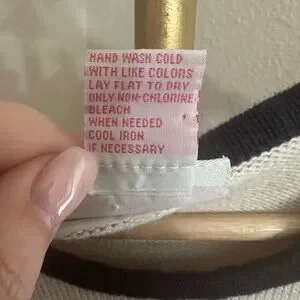 HAND WASH COLD
WITH LIKE COLORS
LAY FLAT TO DRY
ONLY NON-CHLORINE
BLEACH
WHEN NEEDED
COOL IRON
IF NECESSARY